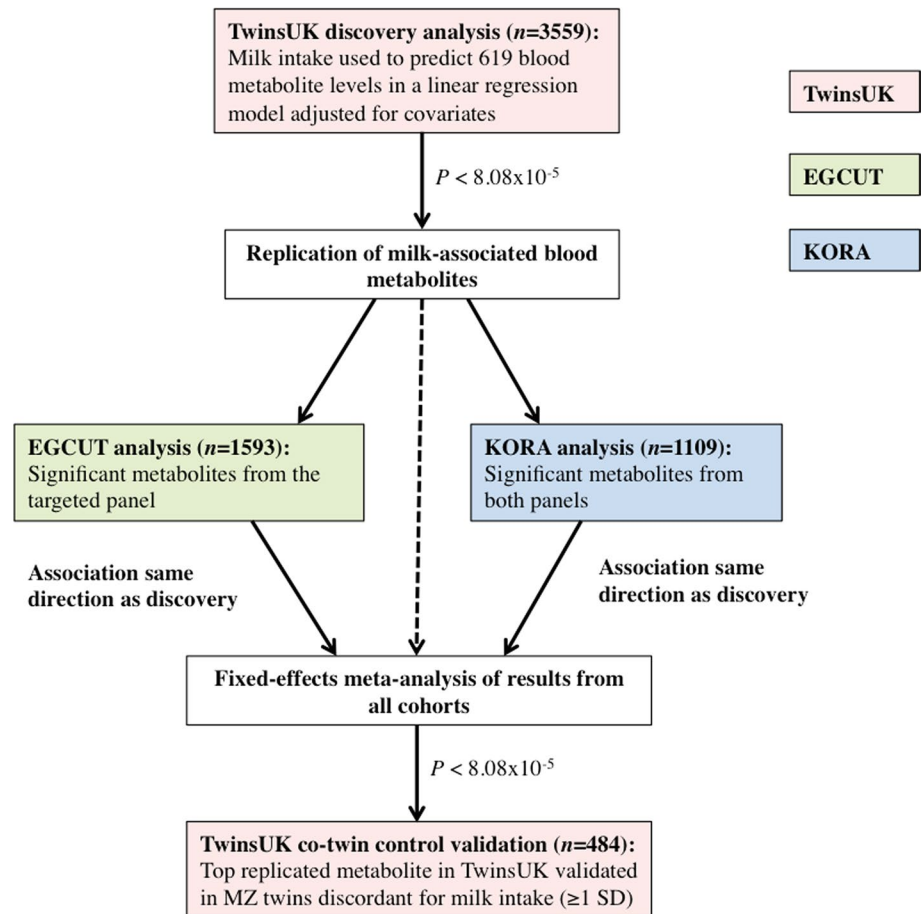 TwinsUK discovery analysis (n=3559):
Milk intake used to predict 619 blood
metabolite levels in a linear regression
model adjusted for covariates
TwinsUK
EGCUT
KORA
P < 8.08x10⁻⁵
Replication of milk-associated blood
metabolites
EGCUT analysis (n=1593):
Significant metabolites from the
targeted panel
KORA analysis (n=1109):
Significant metabolites from
both panels
Association same
direction as discovery
Association same
direction as discovery
Fixed-effects meta-analysis of results from
all cohorts
P < 8.08x10⁻⁵
TwinsUK co-twin control validation (n=484):
Top replicated metabolite in TwinsUK validated
in MZ twins discordant for milk intake (≥1 SD)